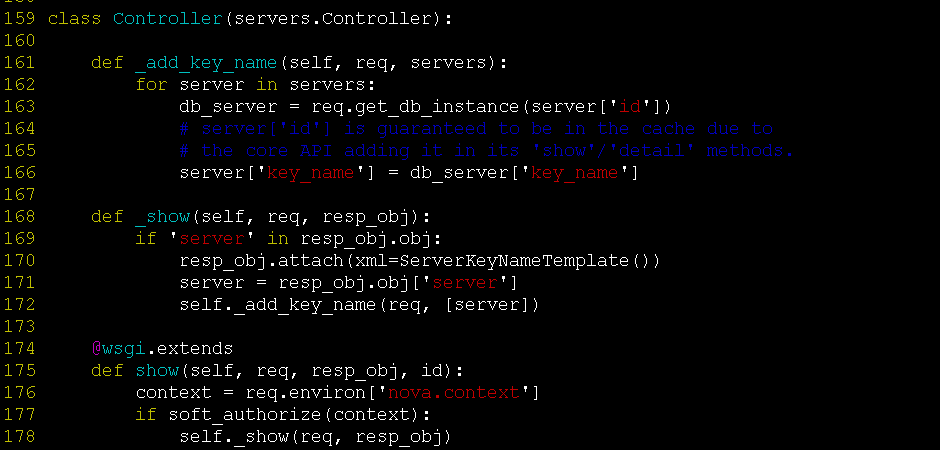 159 class Controller(servers.Controller):
160
161     def _add_key_name(self, req, servers):
162         for server in servers:
163             db_server = req.get_db_instance(server['id'])
164             # server['id'] is guaranteed to be in the cache due to
165             # the core API adding it in its 'show'/'detail' methods.
166             server['key_name'] = db_server['key_name']
167
168     def _show(self, req, resp_obj):
169         if 'server' in resp_obj.obj:
170             resp_obj.attach(xml=ServerKeyNameTemplate())
171             server = resp_obj.obj['server']
172             self._add_key_name(req, [server])
173
174     @wsgi.extends
175     def show(self, req, resp_obj, id):
176         context = req.environ['nova.context']
177         if soft_authorize(context):
178             self._show(req, resp_obj)